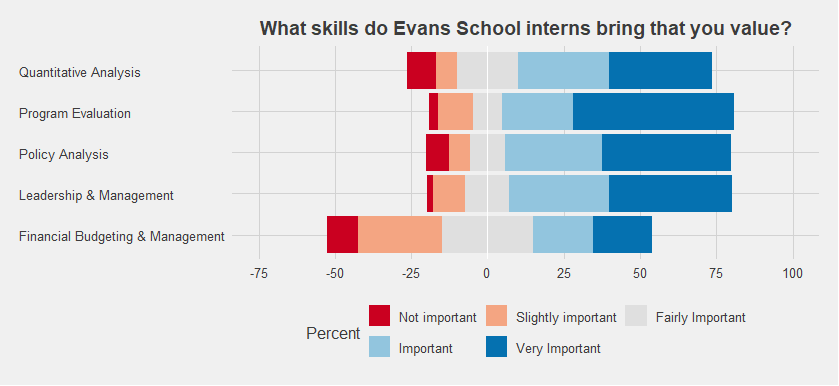 What skills do Evans School interns bring that you value?
Quantitative Analysis
Program Evaluation
Policy Analysis
Leadership & Management
Financial Budgeting & Management
-75 -50 -25 0 25 50 75 100
Percent
Not important Slightly important Fairly Important
Important Very Important